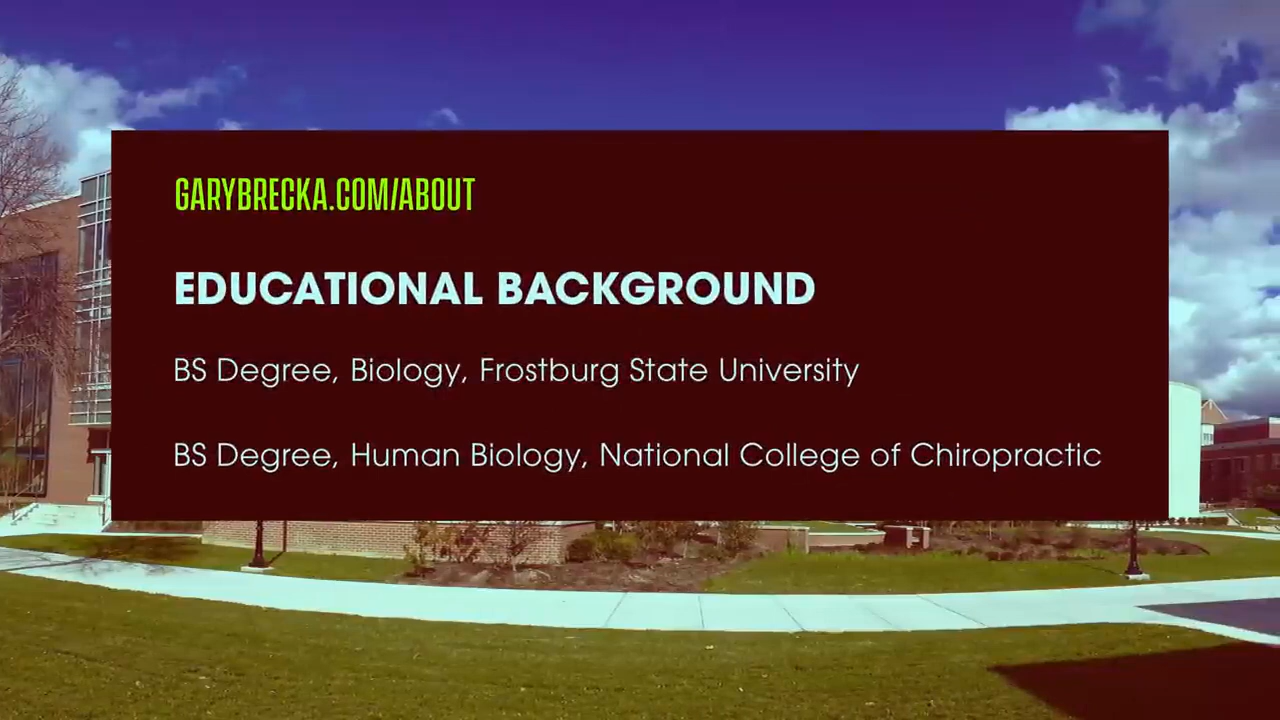 GARYBRECKA.COM/ABOUT
EDUCATIONAL BACKGROUND
BS Degree, Biology, Frostburg State University
BS Degree, Human Biology, National College of Chiropractic